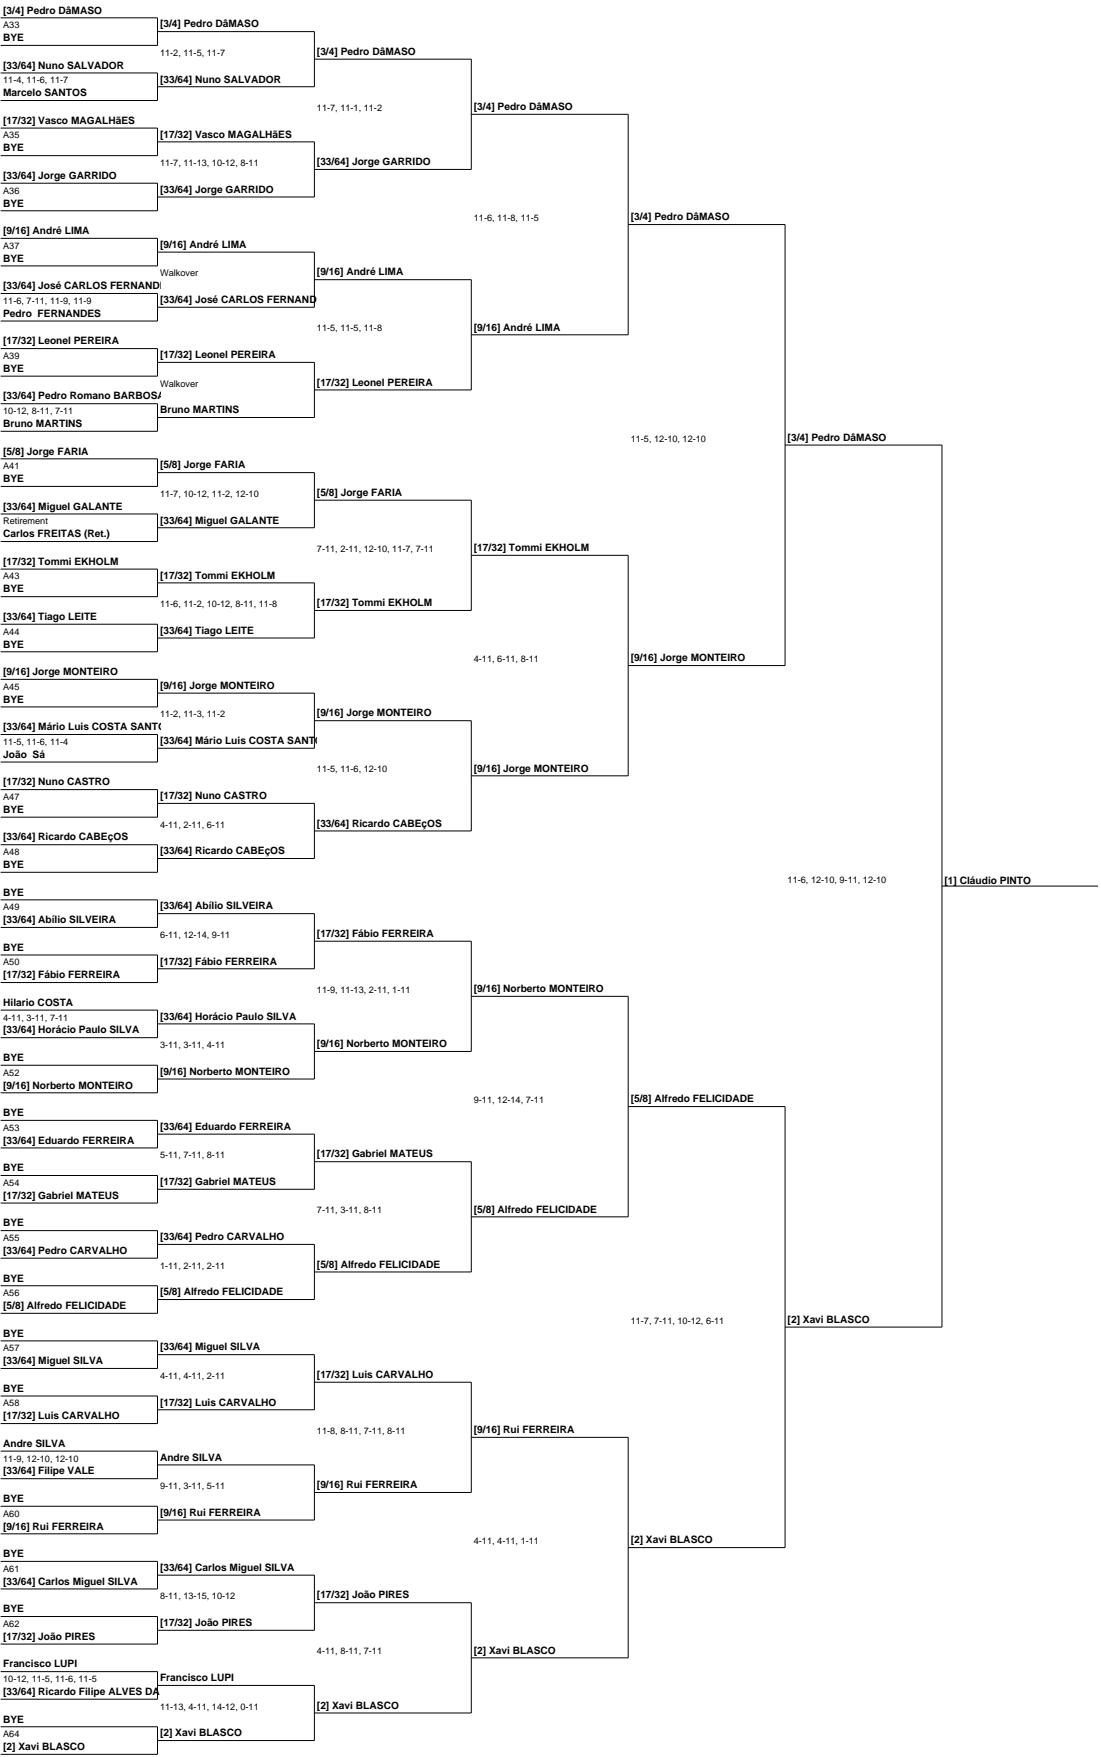 [3/4] Pedro DâMASO
A33
BYE
[33/64] Nuno SALVADOR
11-4, 11-6, 11-7
Marcelo SANTOS
[17/32] Vasco MAGALHãES
A35
BYE
[33/64] Jorge GARRIDO
A36
BYE
[9/16] André LIMA
A37
BYE
[33/64] José CARLOS FERNAND
11-6, 7-11, 11-9, 11-9
Pedro  FERNANDES
[17/32] Leonel PEREIRA
A39
BYE
[33/64] Pedro Romano BARBOSA
10-12, 8-11, 7-11
Bruno MARTINS
[5/8] Jorge FARIA
A41
BYE
[33/64] Miguel GALANTE
Retirement
Carlos FREITAS (Ret.)
[17/32] Tommi EKHOLM
A43
BYE
[33/64] Tiago LEITE
A44
BYE
[9/16] Jorge MONTEIRO
A45
BYE
[33/64] Mário Luis COSTA SANTO
11-5, 11-6, 11-4
João  Sá
[17/32] Nuno CASTRO
A47
BYE
[33/64] Ricardo CABEçOS
A48
BYE
BYE
A49
[33/64] Abílio SILVEIRA
BYE
A50
[17/32] Fábio FERREIRA
Hilario COSTA
4-11, 3-11, 7-11
[33/64] Horácio Paulo SILVA
BYE
A52
[9/16] Norberto MONTEIRO
BYE
A53
[33/64] Eduardo FERREIRA
BYE
A54
[17/32] Gabriel MATEUS
BYE
A55
[33/64] Pedro CARVALHO
BYE
A56
[5/8] Alfredo FELICIDADE
BYE
A57
[33/64] Miguel SILVA
BYE
A58
[17/32] Luis CARVALHO
Andre SILVA
11-9, 12-10, 12-10
[33/64] Filipe VALE
BYE
A60
[9/16] Rui FERREIRA
BYE
A61
[33/64] Carlos Miguel SILVA
BYE
A62
[17/32] João PIRES
Francisco LUPI
10-12, 11-5, 11-6, 11-5
[33/64] Ricardo Filipe ALVES DA
BYE
A64
[2] Xavi BLASCO
[3/4] Pedro DâMASO
11-2, 11-5, 11-7
[33/64] Nuno SALVADOR
[17/32] Vasco MAGALHãES
11-7, 11-13, 10-12, 8-11
[33/64] Jorge GARRIDO
[9/16] André LIMA
Walkover
[33/64] José CARLOS FERNAND
[17/32] Leonel PEREIRA
Walkover
Bruno MARTINS
[5/8] Jorge FARIA
11-7, 10-12, 11-2, 12-10
[33/64] Miguel GALANTE
[17/32] Tommi EKHOLM
11-6, 11-2, 10-12, 8-11, 11-8
[33/64] Tiago LEITE
[9/16] Jorge MONTEIRO
11-2, 11-3, 11-2
[33/64] Mário Luis COSTA SANT
[17/32] Nuno CASTRO
4-11, 2-11, 6-11
[33/64] Ricardo CABEçOS
[33/64] Abílio SILVEIRA
6-11, 12-14, 9-11
[17/32] Fábio FERREIRA
[33/64] Horácio Paulo SILVA
3-11, 3-11, 4-11
[9/16] Norberto MONTEIRO
[33/64] Eduardo FERREIRA
5-11, 7-11, 8-11
[17/32] Gabriel MATEUS
[33/64] Pedro CARVALHO
1-11, 2-11, 2-11
[5/8] Alfredo FELICIDADE
[33/64] Miguel SILVA
4-11, 4-11, 2-11
[17/32] Luis CARVALHO
Andre SILVA
9-11, 3-11, 5-11
[9/16] Rui FERREIRA
[33/64] Carlos Miguel SILVA
8-11, 13-15, 10-12
[17/32] João PIRES
Francisco LUPI
11-13, 4-11, 14-12, 0-11
[2] Xavi BLASCO
[3/4] Pedro DâMASO
11-7, 11-1, 11-2
[33/64] Jorge GARRIDO
[9/16] André LIMA
11-5, 11-5, 11-8
[17/32] Leonel PEREIRA
[5/8] Jorge FARIA
7-11, 2-11, 12-10, 11-7, 7-11
[17/32] Tommi EKHOLM
[9/16] Jorge MONTEIRO
11-5, 11-6, 12-10
[33/64] Ricardo CABEçOS
[17/32] Fábio FERREIRA
11-9, 11-13, 2-11, 1-11
[9/16] Norberto MONTEIRO
[17/32] Gabriel MATEUS
7-11, 3-11, 8-11
[5/8] Alfredo FELICIDADE
[17/32] Luis CARVALHO
11-8, 8-11, 7-11, 8-11
[9/16] Rui FERREIRA
[17/32] João PIRES
4-11, 8-11, 7-11
[2] Xavi BLASCO
[3/4] Pedro DâMASO
11-6, 11-8, 11-5
[9/16] André LIMA
[17/32] Tommi EKHOLM
4-11, 6-11, 8-11
[9/16] Jorge MONTEIRO
[9/16] Norberto MONTEIRO
9-11, 12-14, 7-11
[5/8] Alfredo FELICIDADE
[9/16] Rui FERREIRA
4-11, 4-11, 1-11
[2] Xavi BLASCO
[3/4] Pedro DâMASO
11-5, 12-10, 12-10
[9/16] Jorge MONTEIRO
[5/8] Alfredo FELICIDADE
11-7, 7-11, 10-12, 6-11
[2] Xavi BLASCO
[3/4] Pedro DâMASO
11-6, 12-10, 9-11, 12-10
[2] Xavi BLASCO
[1] Cláudio PINTO